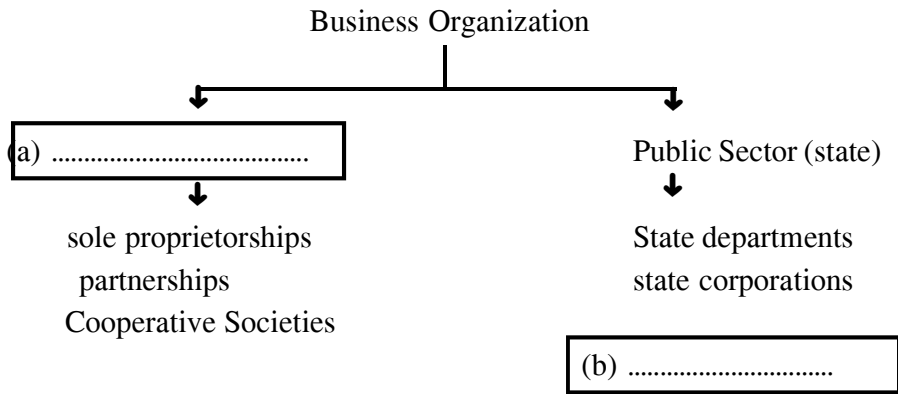 Business Organization
(a) ........................................
Public Sector (state)
sole proprietorships
partnerships
Cooperative Societies
State departments
state corporations
(b) ................................